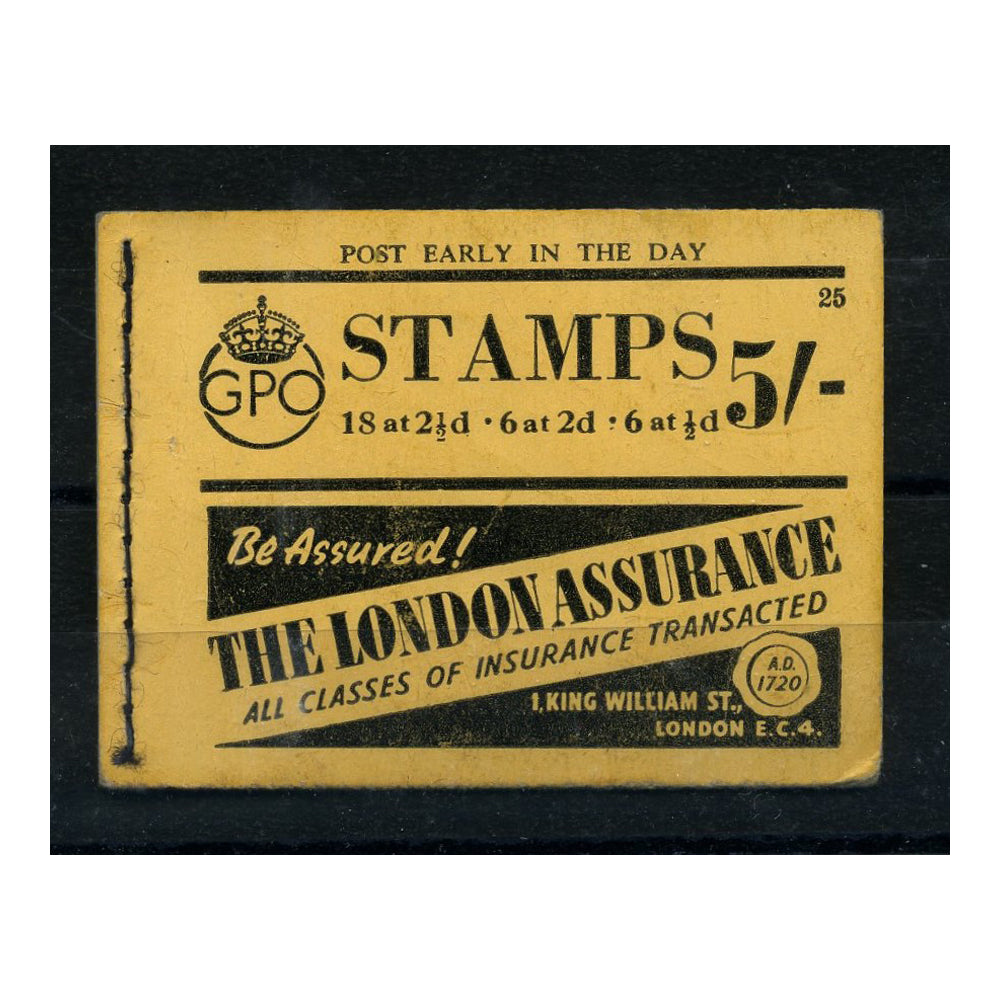 POST EARLY IN THE DAY
25
GPO
STAMPS 5/-
18 at 2½d · 6 at 2d · 6 at ½d
Be Assured!
THE LONDON ASSURANCE
ALL CLASSES OF INSURANCE TRANSACTED
A.D.
1720
1, KING WILLIAM ST.,
LONDON E.C.4.